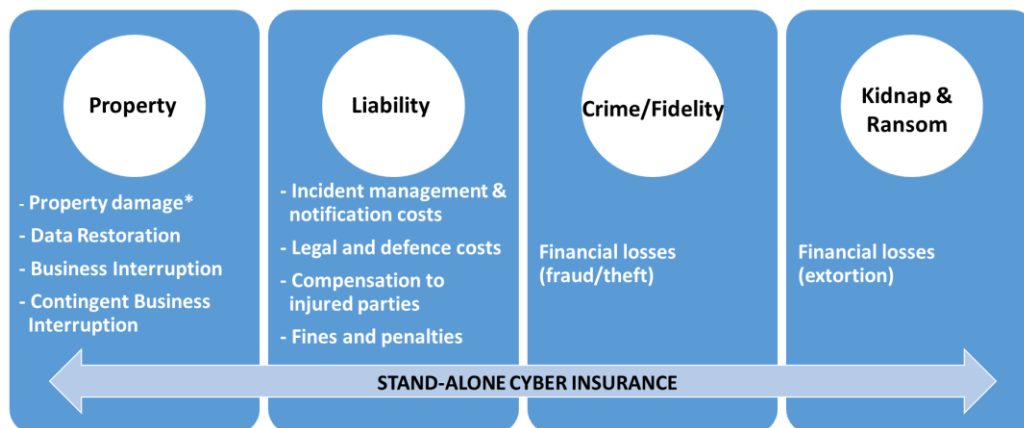 Property
- Property damage*
- Data Restoration
- Business Interruption
- Contingent Business
Interruption
Liability
- Incident management &
notification costs
- Legal and defence costs
- Compensation to
injured parties
- Fines and penalties
Crime/Fidelity
Financial losses
(fraud/theft)
Kidnap &
Ransom
Financial losses
(extortion)
STAND-ALONE CYBER INSURANCE